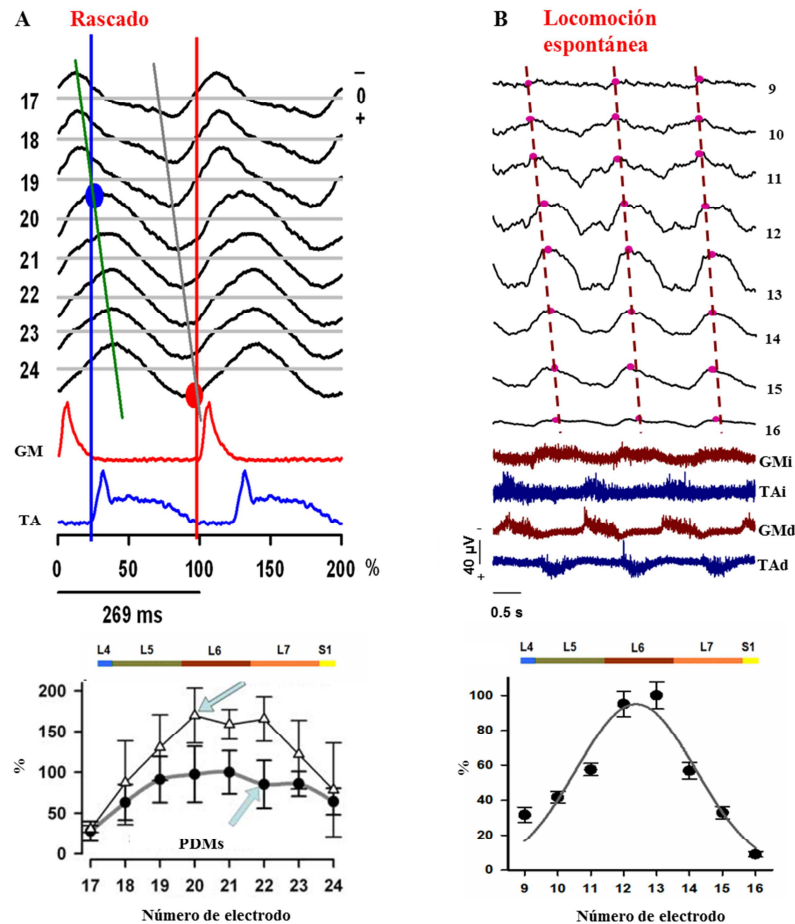 A
Rascado
17
18
19
20
21
22
23
24
–
0
+
GM
TA
0 50 100 150 200 %
269 ms
L4 L5 L6 L7 S1
200
150
100
50
0
%
PDMs
17 18 19 20 21 22 23 24
Número de electrodo
B
Locomoción
espontánea
9
10
11
12
13
14
15
16
GMi
TAi
GMd
TAd
-
40 µV
+
0.5 s
L4 L5 L6 L7 S1
100
80
60
40
20
0
%
9 10 11 12 13 14 15 16
Número de electrodo